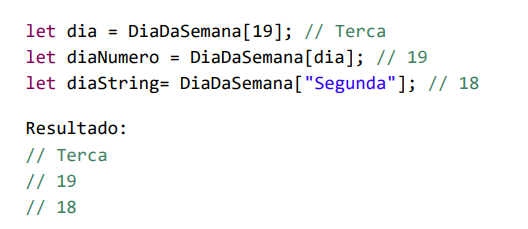 let dia = DiaDaSemana[19]; // Terca
let diaNumero = DiaDaSemana[dia]; // 19
let diaString= DiaDaSemana["Segunda"]; // 18
Resultado:
// Terca
// 19
// 18